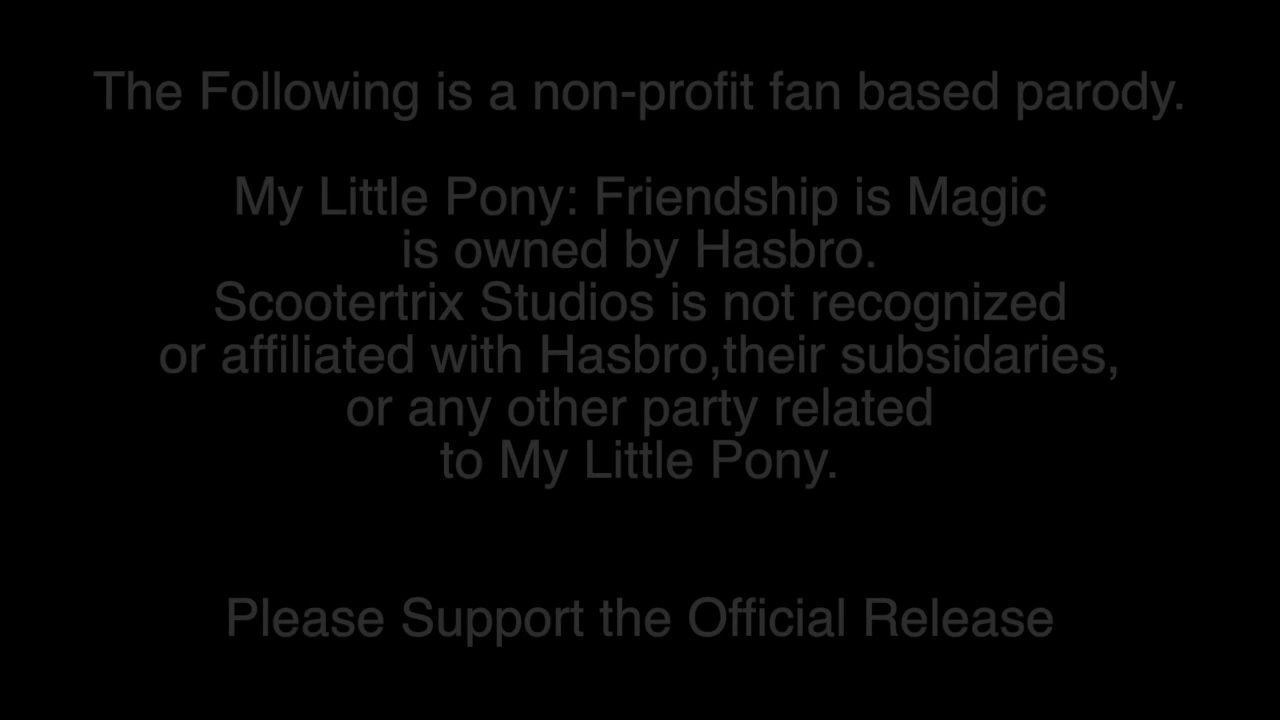 The Following is a non-profit fan based parody.
My Little Pony: Friendship is Magic
is owned by Hasbro.
Scootertrix Studios is not recognized
or affiliated with Hasbro,their subsidaries,
or any other party related
to My Little Pony.
Please Support the Official Release